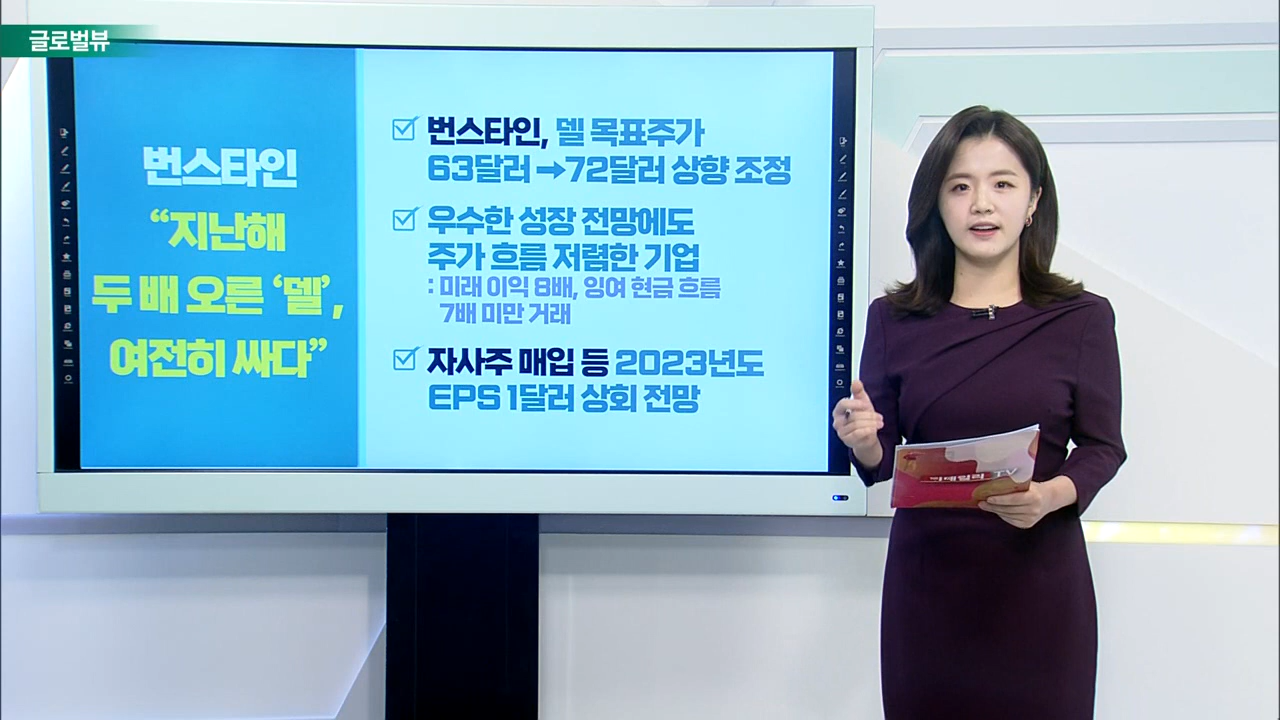 글로벌뷰
번스타인
“지난해
두 배 오른 ‘델’,
여전히 싸다”
번스타인, 델 목표주가
63달러→72달러 상향 조정
우수한 성장 전망에도
주가 흐름 저렴한 기업
: 미래 이익 8배, 잉여 현금 흐름
7배 미만 거래
자사주 매입 등 2023년도
EPS 1달러 상회 전망
이데일리 TV